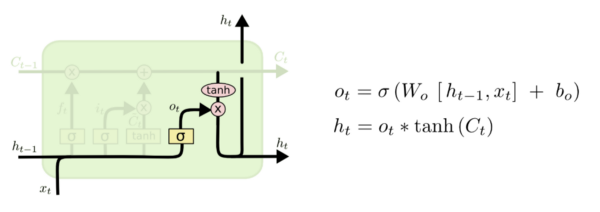 h_t
C_{t-1}
C_t
X
+
tanh
f_t
i_t
X
o_t
X
C̃_t
σ
σ
tanh
σ
h_{t-1}
h_t
x_t
o_t = σ (W_o [ h_{t-1}, x_t ] + b_o)
h_t = o_t * tanh (C_t)